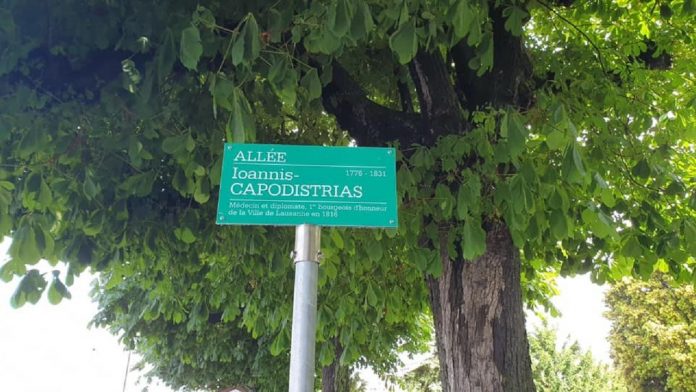 ALLÉE
Ioannis- 1776 - 1831
CAPODISTRIAS
Médecin et diplomate, 1er bourgeois d'honneur
de la Ville de Lausanne en 1816